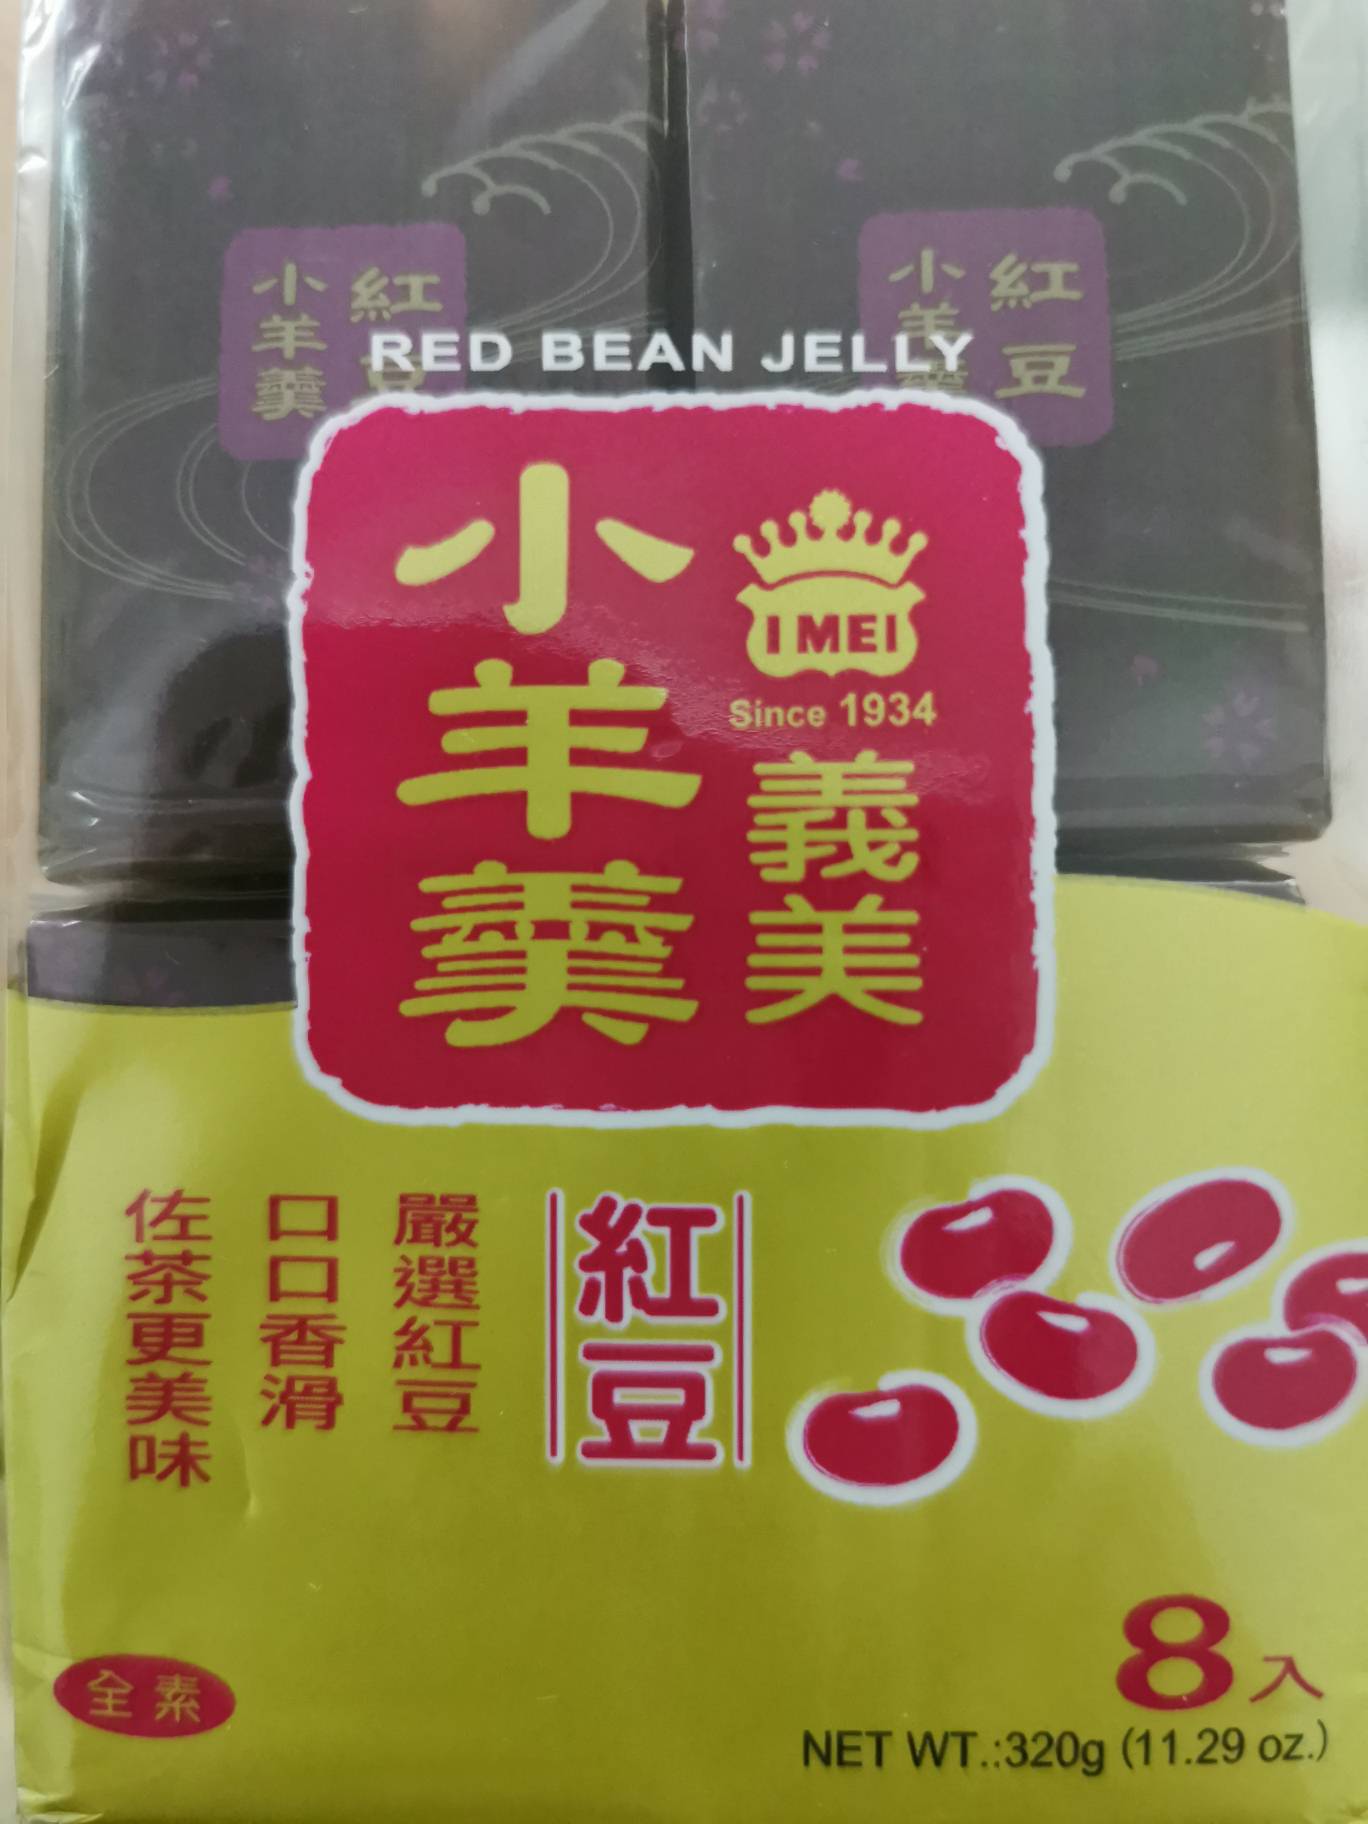 紅豆
小羊羹
紅豆
小羊羹
RED BEAN JELLY
I MEI
Since 1934
義美
小羊羹
紅豆
嚴選紅豆
口口香滑
佐茶更美味
全素
8入
NET WT.:320g (11.29 oz.)